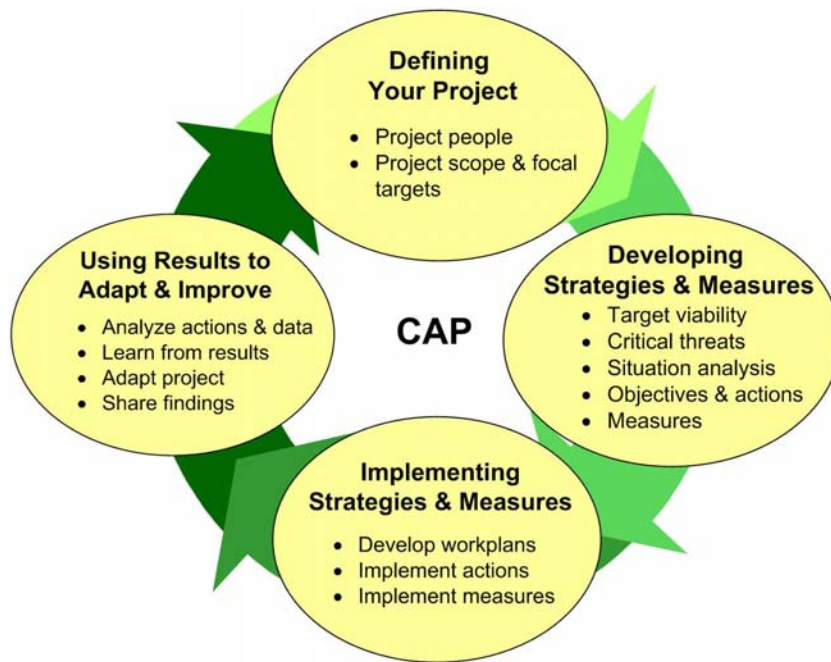 Defining
Your Project
• Project people
• Project scope & focal
targets
Developing
Strategies & Measures
• Target viability
• Critical threats
• Situation analysis
• Objectives & actions
• Measures
Implementing
Strategies & Measures
• Develop workplans
• Implement actions
• Implement measures
Using Results to
Adapt & Improve
• Analyze actions & data
• Learn from results
• Adapt project
• Share findings
CAP